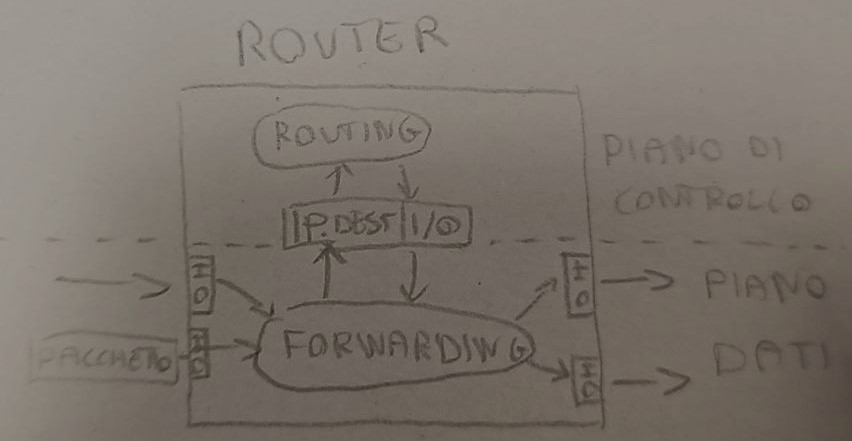 ROUTER
ROUTING
PIANO DI
CONTROLLO
IP.DEST I/O
I/O
I/O
PIANO
FORWARDING
PACCHETTO
I/O
I/O
DATI